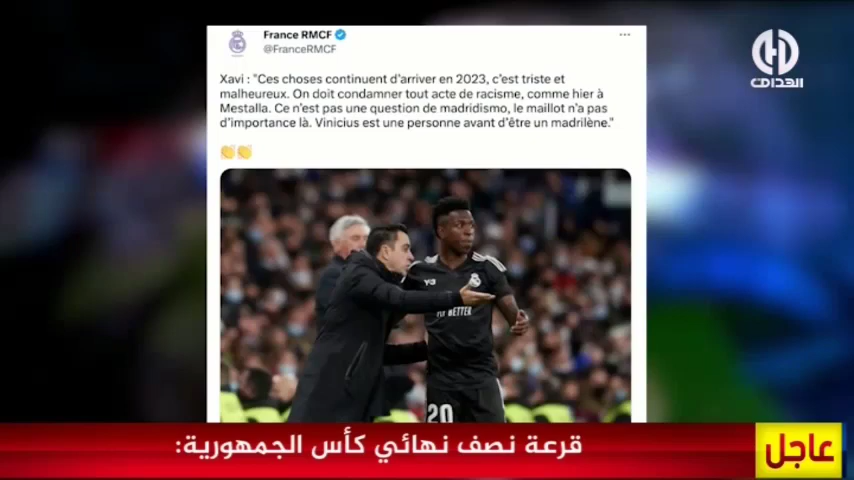 France RMCF
@FranceRMCF
الهداف
Xavi : "Ces choses continuent d'arriver en 2023, c'est triste et
malheureux. On doit condamner tout acte de racisme, comme hier à
Mestalla. Ce n'est pas une question de madridismo, le maillot n'a pas
d'importance là. Vinicius est une personne avant d'être un madrilène."
👏👏
Y-3
BETTER
20
قرعة نصف نهائي كأس الجمهورية:
عاجل